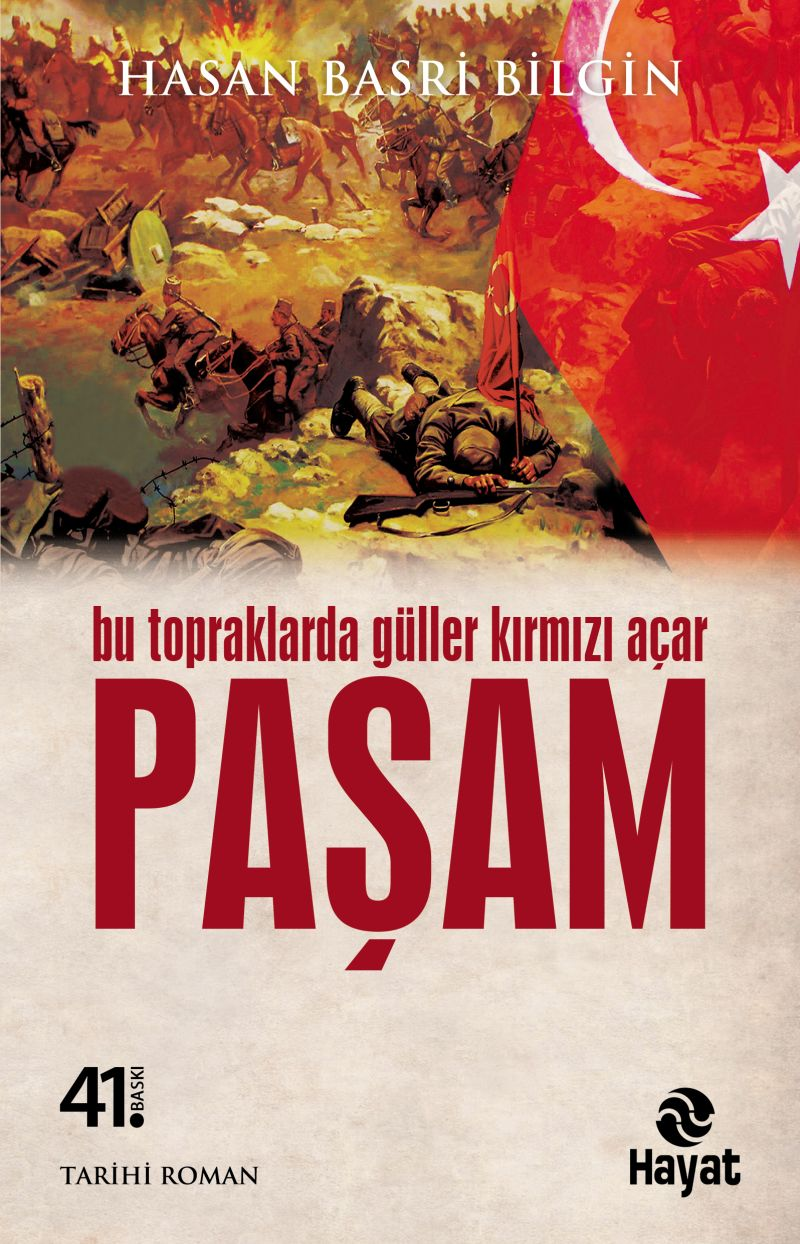 HASAN BASRİ BİLGİN
bu topraklarda güller kırmızı açar
PAŞAM
41. BASKI
TARİHİ ROMAN
Hayat